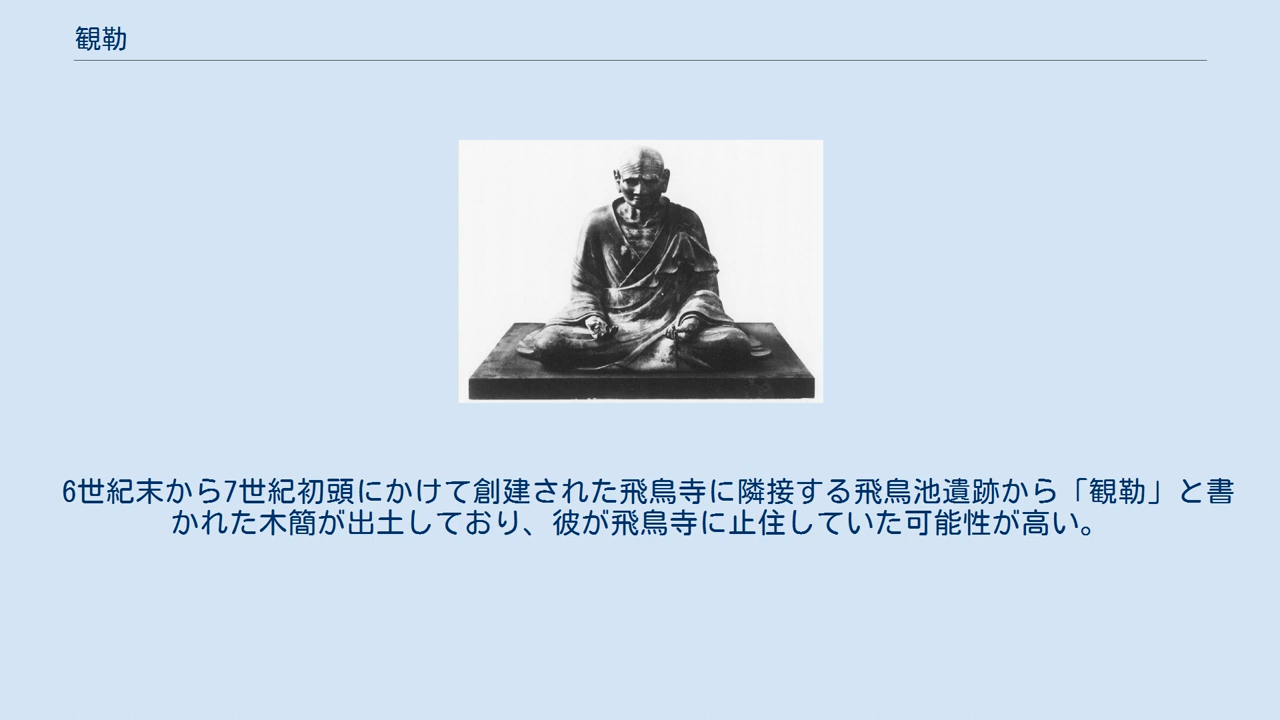 観勒
6世紀末から7世紀初頭にかけて創建された飛鳥寺に隣接する飛鳥池遺跡から「観勒」と書
かれた木簡が出土しており、彼が飛鳥寺に止住していた可能性が高い。